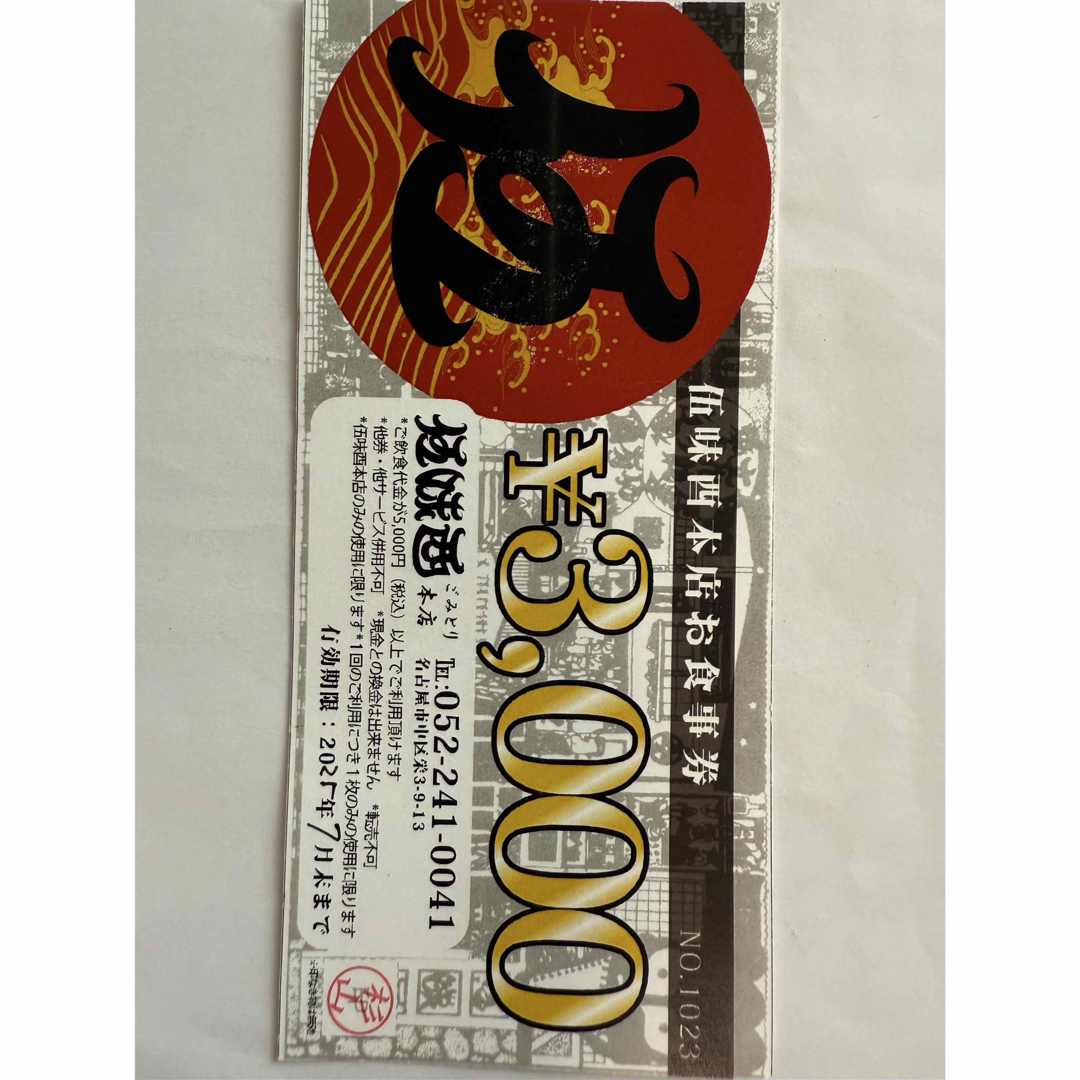 伍味酉本店お食事券
NO.1023
¥3,000
伍味酉 本店
ごみとり
TEL:052-241-0041
名古屋市中区栄3-9-13
*ご飲食代金が5,000円（税込）以上でご利用頂けます
*他券・他サービス併用不可 *現金との換金は出来ません *転売不可
*伍味酉本店のみの使用に限ります*1回のご利用につき1枚のみの使用に限ります
有効期限：2025年7月末まで
杉山